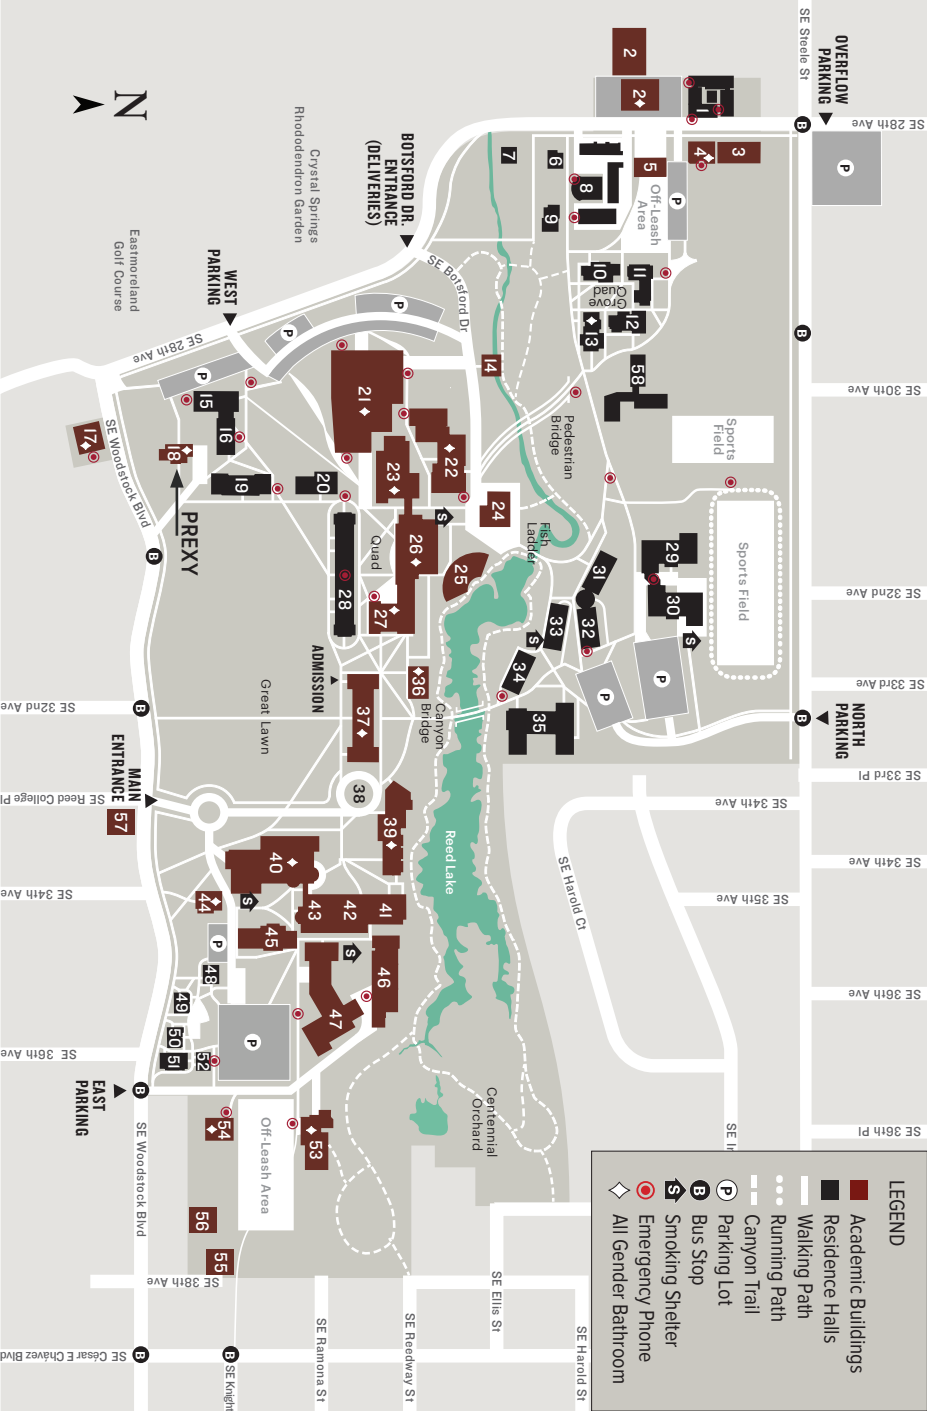 SE Steele St
OVERFLOW
PARKING
SE 28th Ave
B
P
2
2
1
4
3
5
P
Off-Leash
Area
7
6
8
9
10
11
Grove
Quad
12
13
58
B
SE 30th Ave
N
Crystal Springs
Rhododendron Garden
Eastmoreland
Golf Course
BOTSFORD DR.
ENTRANCE
(DELIVERIES)
SE Botsford Dr
WEST
PARKING
SE 28th Ave
P
P
P
14
15
16
17
18
19
20
21
22
23
24
25
26
27
28
PREXY
SE Woodstock Blvd
B
Quad
Pedestrian
Bridge
Fish
Ladder
Sports
Field
Sports Field
29
30
31
32
33
34
35
S
S
S
P
P
SE 32nd Ave
SE 33rd Ave
B
NORTH
PARKING
SE 33rd Pl
SE 34th Ave
SE 34th Ave
SE 35th Ave
SE Harold Ct
SE 36th Ave
SE 36th Pl
ADMISSION
36
37
38
39
Canyon
Bridge
Great Lawn
Reed Lake
SE 32nd Ave
B
MAIN
ENTRANCE
SE Reed College Pl
57
SE 34th Ave
40
41
42
43
44
45
46
47
48
49
50
51
52
S
S
P
P
SE 36th Ave
B
EAST
PARKING
SE Woodstock Blvd
53
54
55
56
Off-Leash Area
Centennial
Orchard
SE 38th Ave
SE César E Chávez Blvd
B
B
SE Knight
SE Ramona St
SE Reedway St
SE Ellis St
SE Harold St
LEGEND
Academic Buildings
Residence Halls
Walking Path
Running Path
Canyon Trail
P Parking Lot
B Bus Stop
S Smoking Shelter
Emergency Phone
All Gender Bathroom